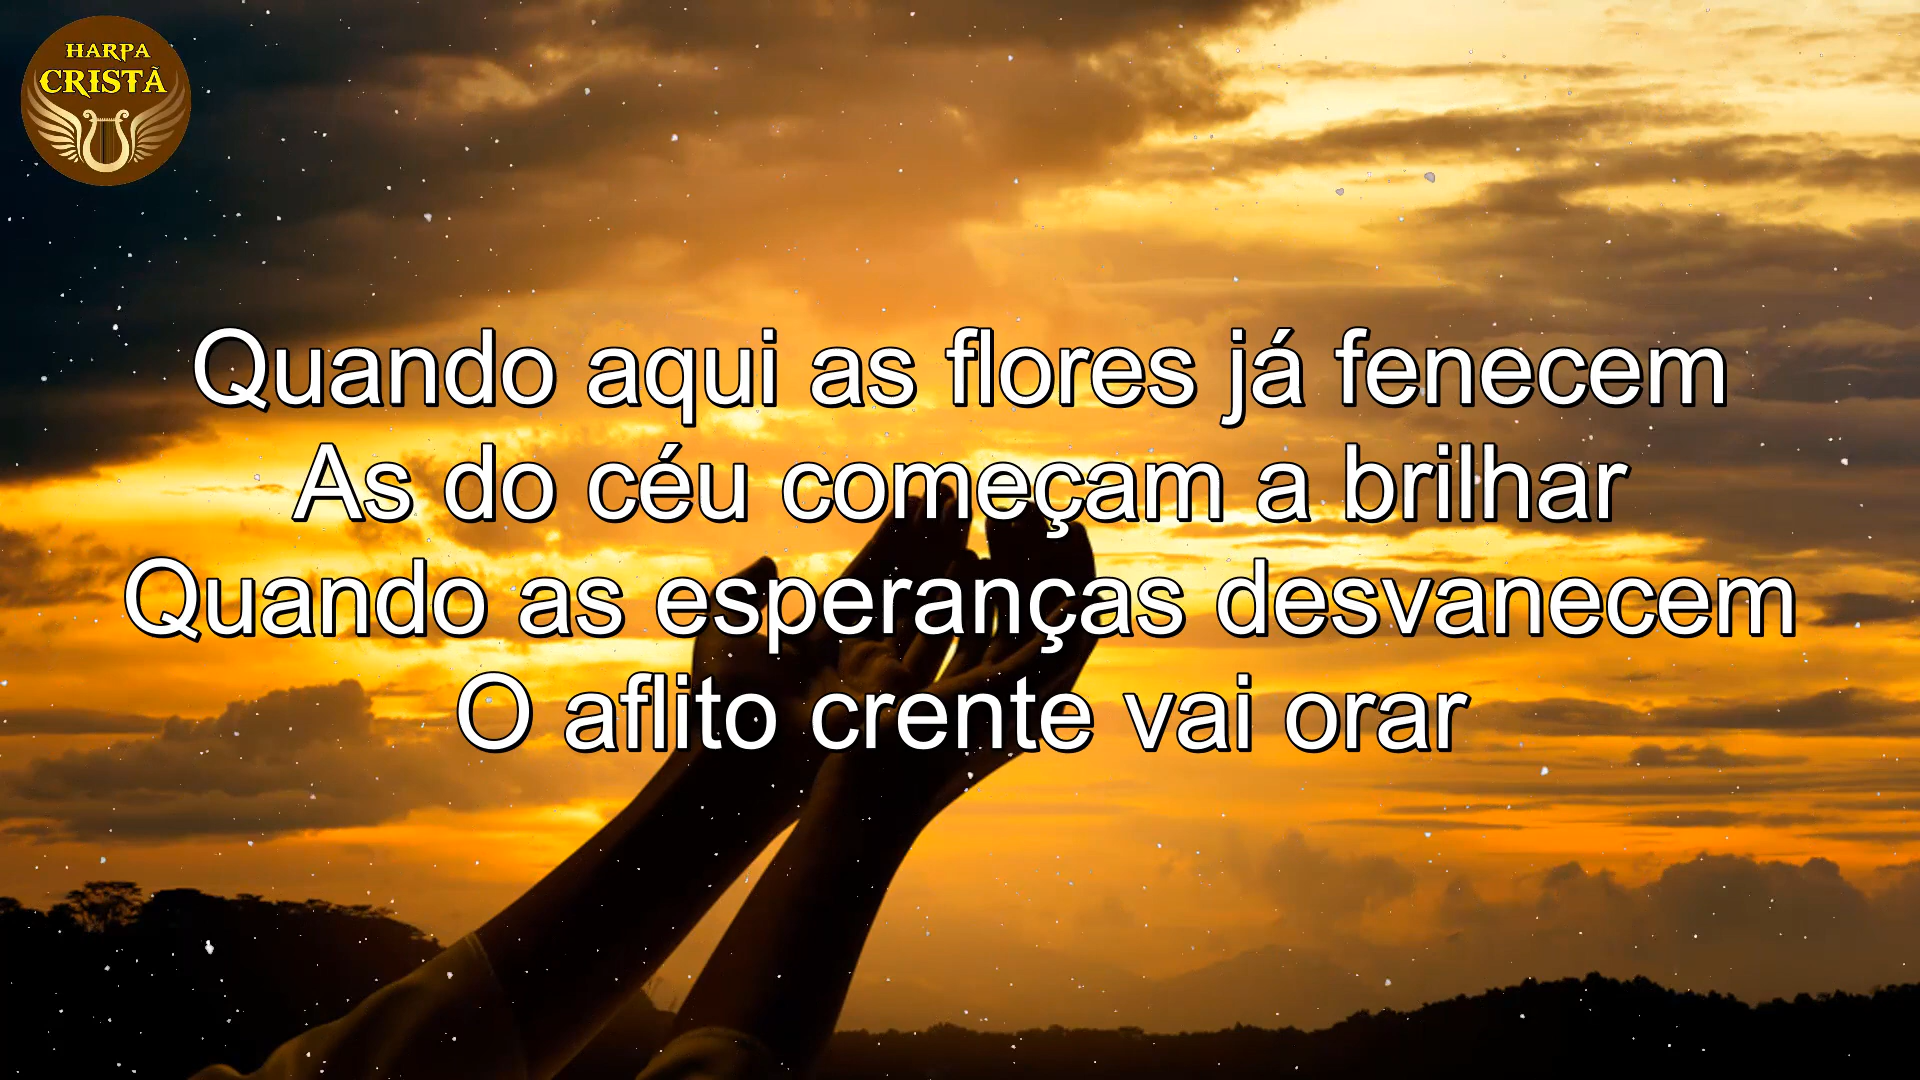 HARPA
CRISTÃ
Quando aqui as flores já fenecem
As do céu começam a brilhar
Quando as esperanças desvanecem
O aflito crente vai orar